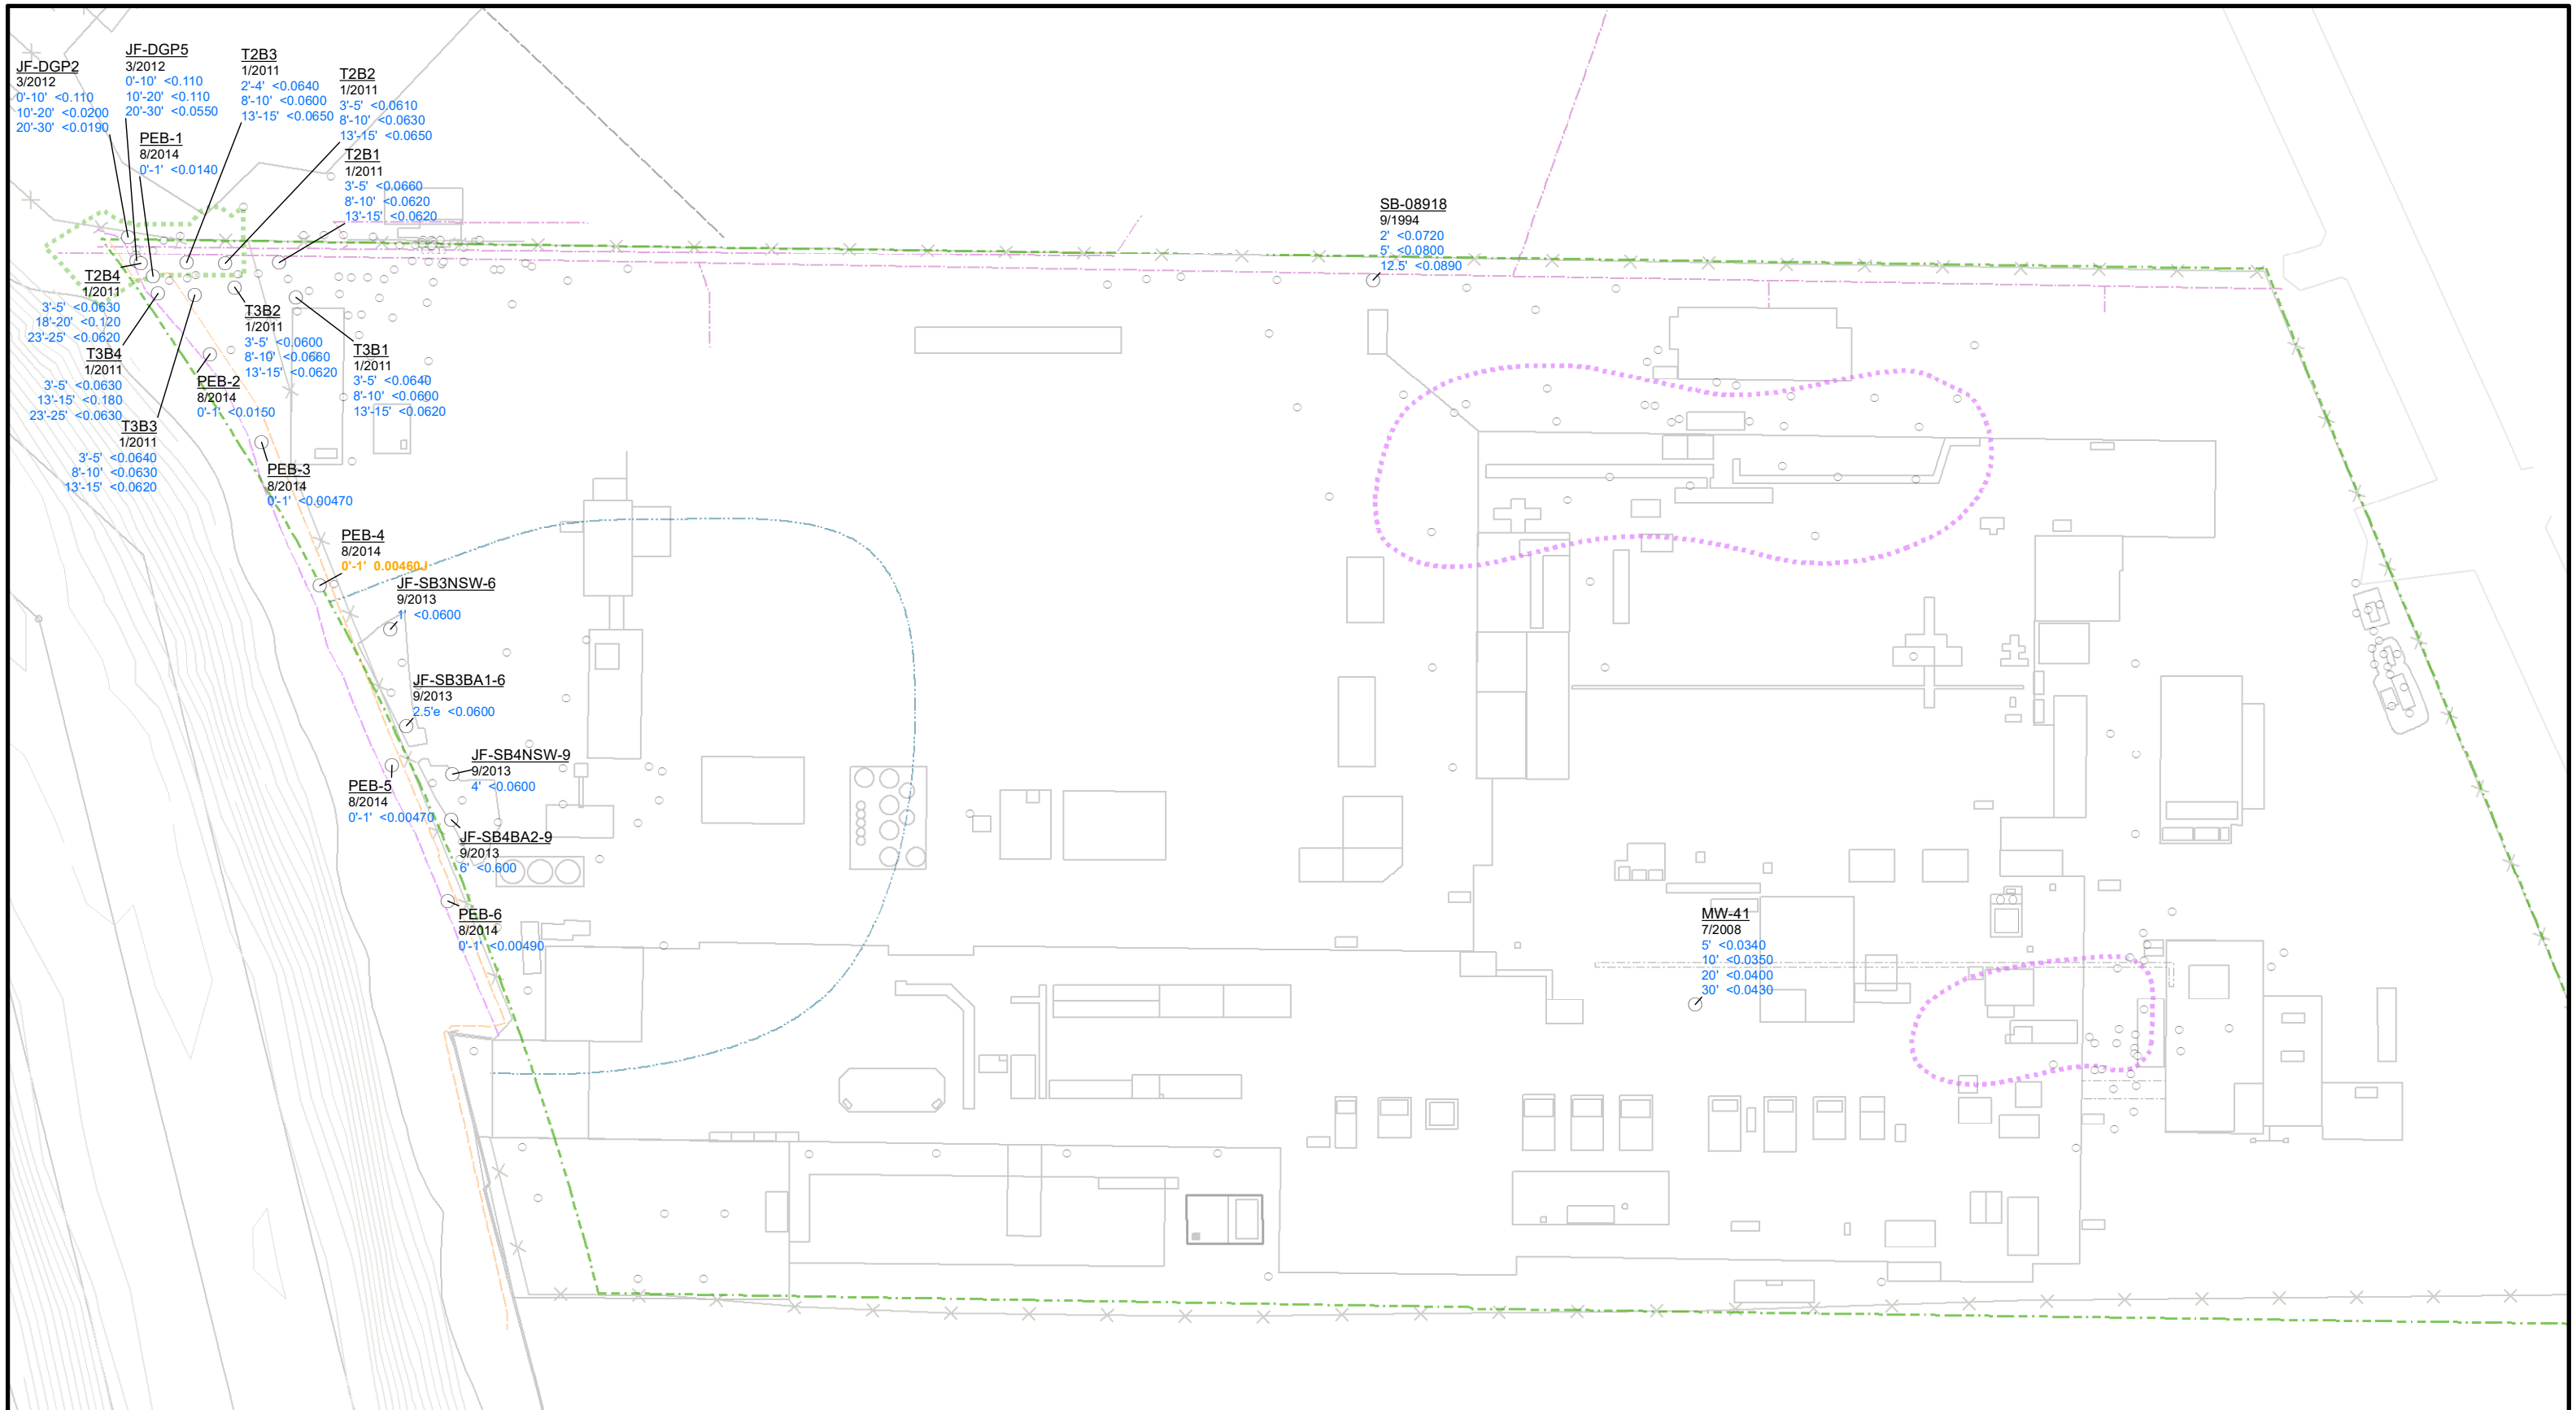 JF-DGP2
3/2012
0'-10' <0.110
10'-20' <0.0200
20'-30' <0.0190
JF-DGP5
3/2012
0'-10' <0.110
10'-20' <0.110
20'-30' <0.0550
PEB-1
8/2014
0'-1' <0.0140
T2B3
1/2011
2'-4' <0.0640
8'-10' <0.0600
13'-15' <0.0650
T2B2
1/2011
3'-5' <0.0610
8'-10' <0.0630
13'-15' <0.0650
T2B1
1/2011
3'-5' <0.0660
8'-10' <0.0620
13'-15' <0.0620
SB-08918
9/1994
2' <0.0720
5' <0.0800
12.5' <0.0890
T2B4
1/2011
3'-5' <0.0630
18'-20' <0.120
23'-25' <0.0620
T3B4
1/2011
3'-5' <0.0630
13'-15' <0.180
23'-25' <0.0630
T3B3
1/2011
3'-5' <0.0640
8'-10' <0.0630
13'-15' <0.0620
T3B2
1/2011
3'-5' <0.0600
8'-10' <0.0660
13'-15' <0.0620
T3B1
1/2011
3'-5' <0.0640
8'-10' <0.0600
13'-15' <0.0620
PEB-2
8/2014
0'-1' <0.0150
PEB-3
8/2014
0'-1' <0.00470
PEB-4
8/2014
0'-1' 0.00460J
JF-SB3NSW-6
9/2013
1' <0.0600
JF-SB3BA1-6
9/2013
2.5'e <0.0600
JF-SB4NSW-9
9/2013
4' <0.0600
PEB-5
8/2014
0'-1' <0.00470
JF-SB4BA2-9
9/2013
6' <0.600
PEB-6
8/2014
0'-1' <0.00490
MW-41
7/2008
5' <0.0340
10' <0.0350
20' <0.0400
30' <0.0430